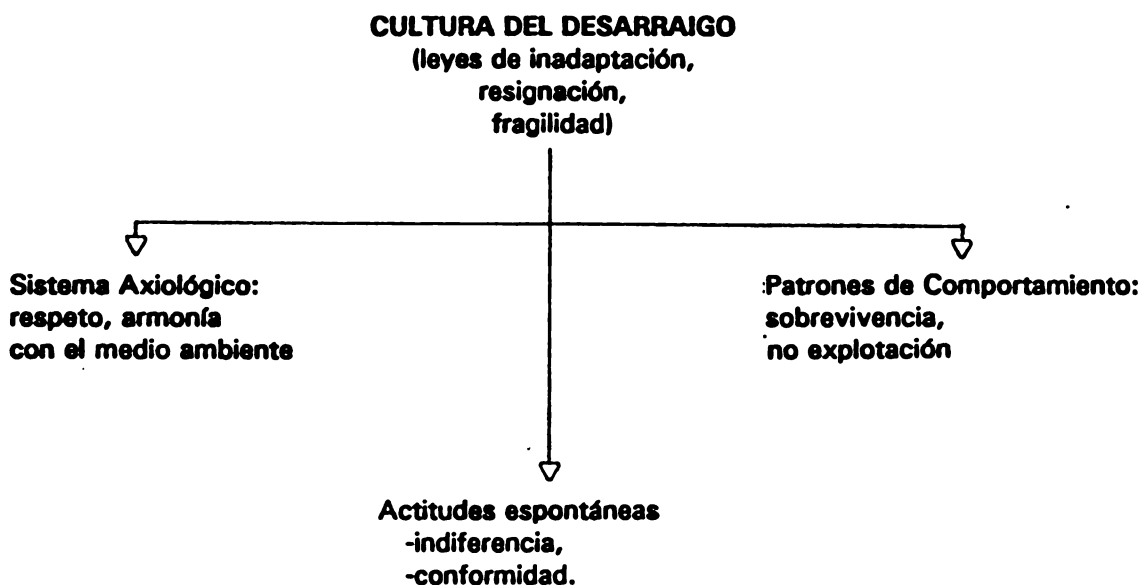 CULTURA DEL DESARRAIGO
(leyes de inadaptación,
resignación,
fragilidad)
Sistema Axiológico:
respeto, armonía
con el medio ambiente
Patrones de Comportamiento:
sobrevivencia,
no explotación
Actitudes espontáneas
-indiferencia,
-conformidad.